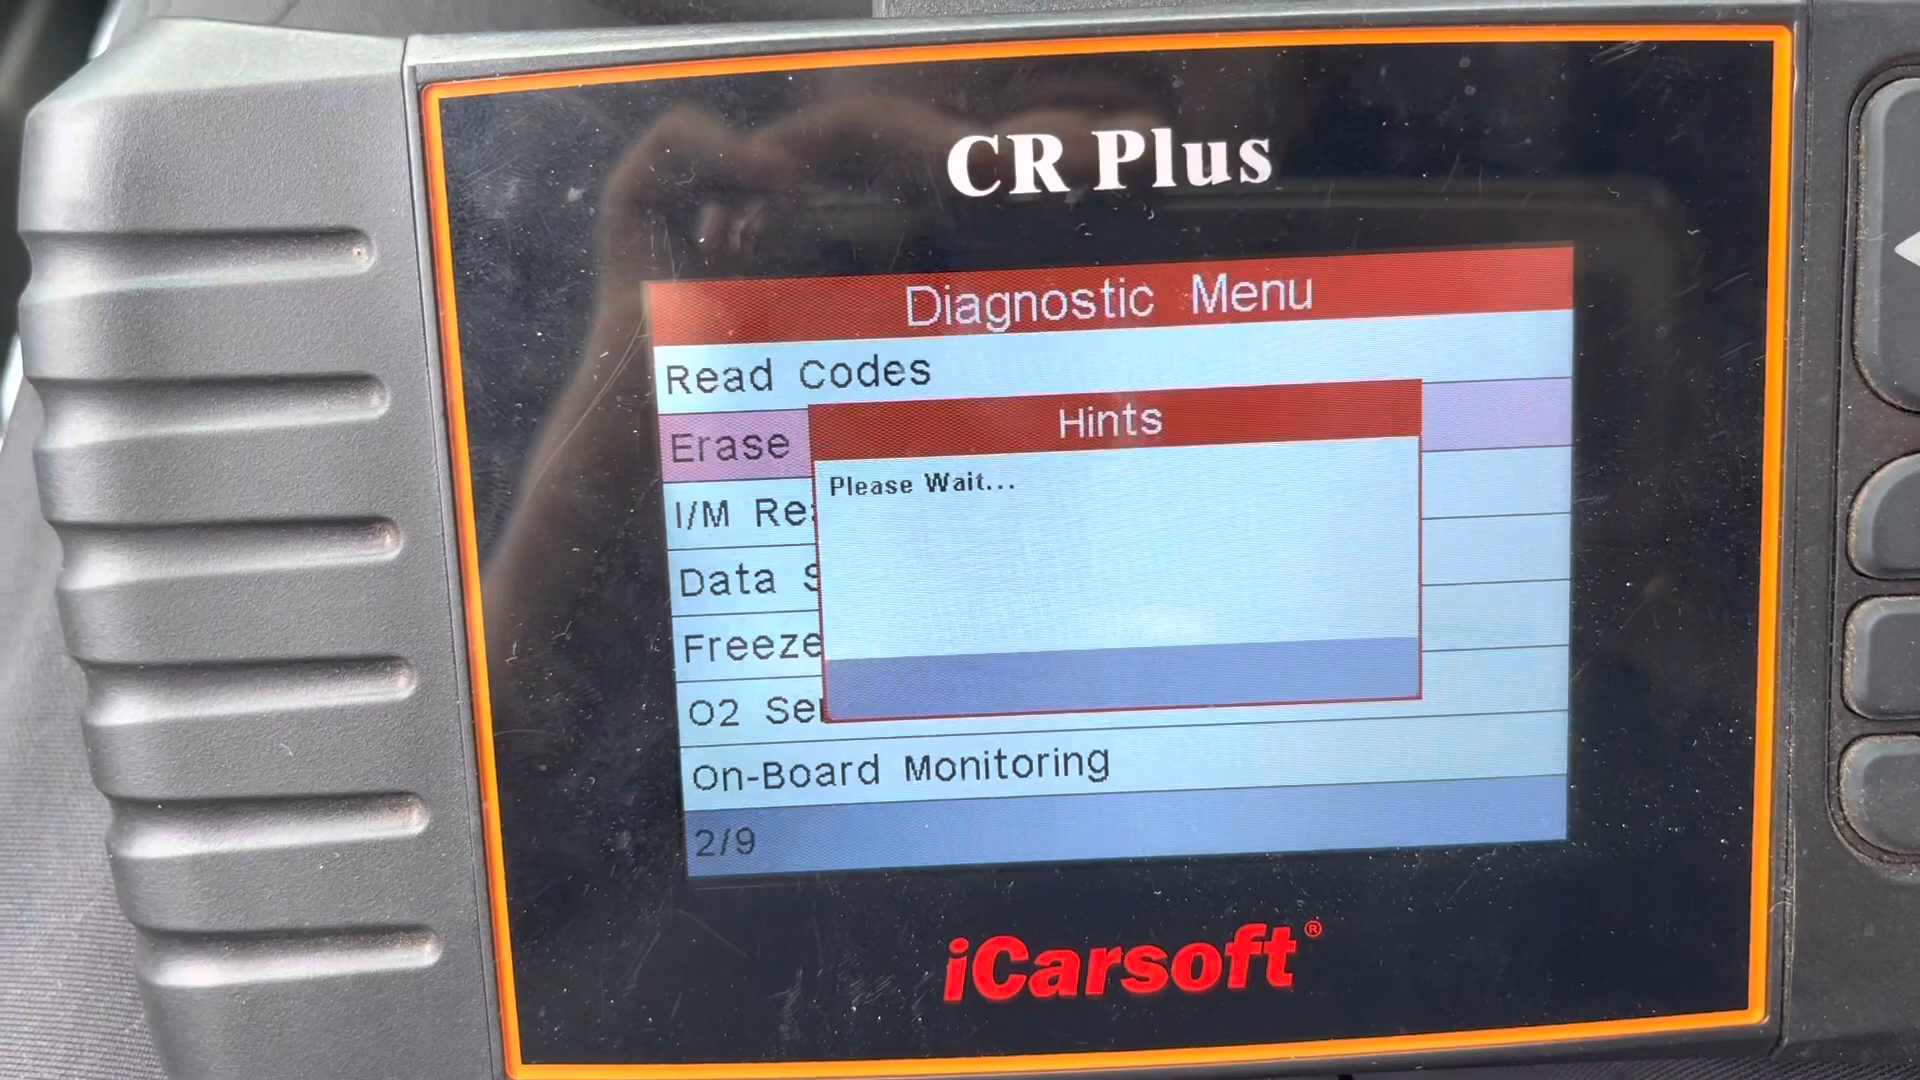 CR Plus
Diagnostic Menu
Read Codes
Erase
Hints
Please Wait...
I/M Re
Data S
Freeze
O2 Se
On-Board Monitoring
2/9
iCarsoft®